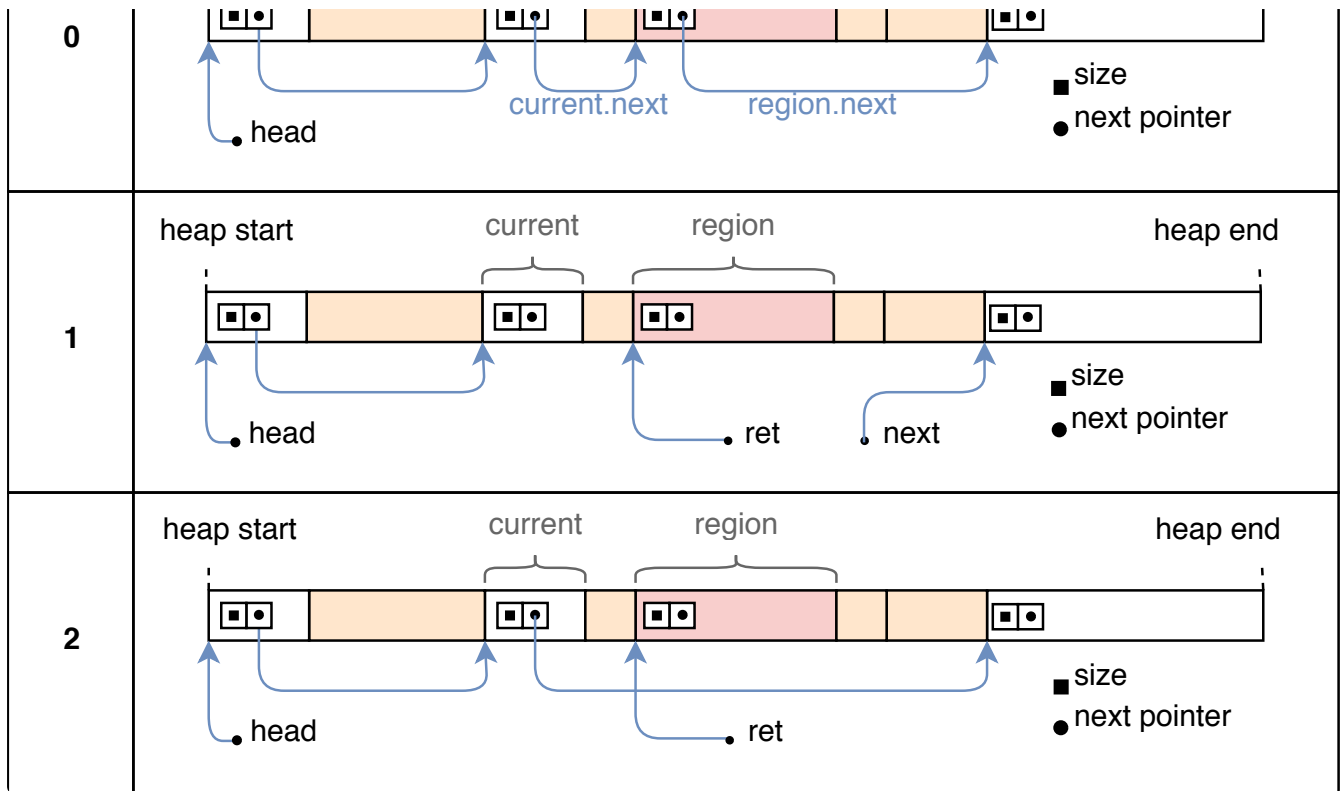 0
size
current.next region.next
next pointer
head
1
heap start current region heap end
size
next pointer
head ret next
2
heap start current region heap end
size
next pointer
head ret